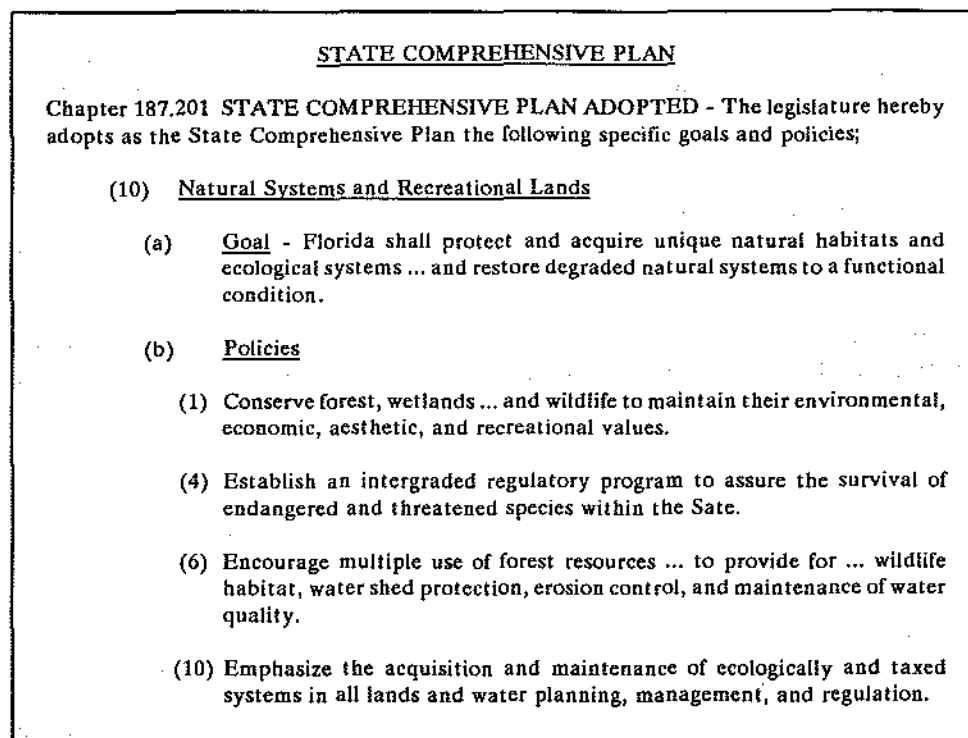 STATE COMPREHENSIVE PLAN
Chapter 187.201 STATE COMPREHENSIVE PLAN ADOPTED - The legislature hereby
adopts as the State Comprehensive Plan the following specific goals and policies;
(10) Natural Systems and Recreational Lands
(a) Goal - Florida shall protect and acquire unique natural habitats and
ecological systems ... and restore degraded natural systems to a functional
condition.
(b) Policies
(1) Conserve forest, wetlands ... and wildlife to maintain their environmental,
economic, aesthetic, and recreational values.
(4) Establish an intergraded regulatory program to assure the survival of
endangered and threatened species within the Sate.
(6) Encourage multiple use of forest resources ... to provide for ... wildlife
habitat, water shed protection, erosion control, and maintenance of water
quality.
(10) Emphasize the acquisition and maintenance of ecologically and taxed
systems in all lands and water planning, management, and regulation.